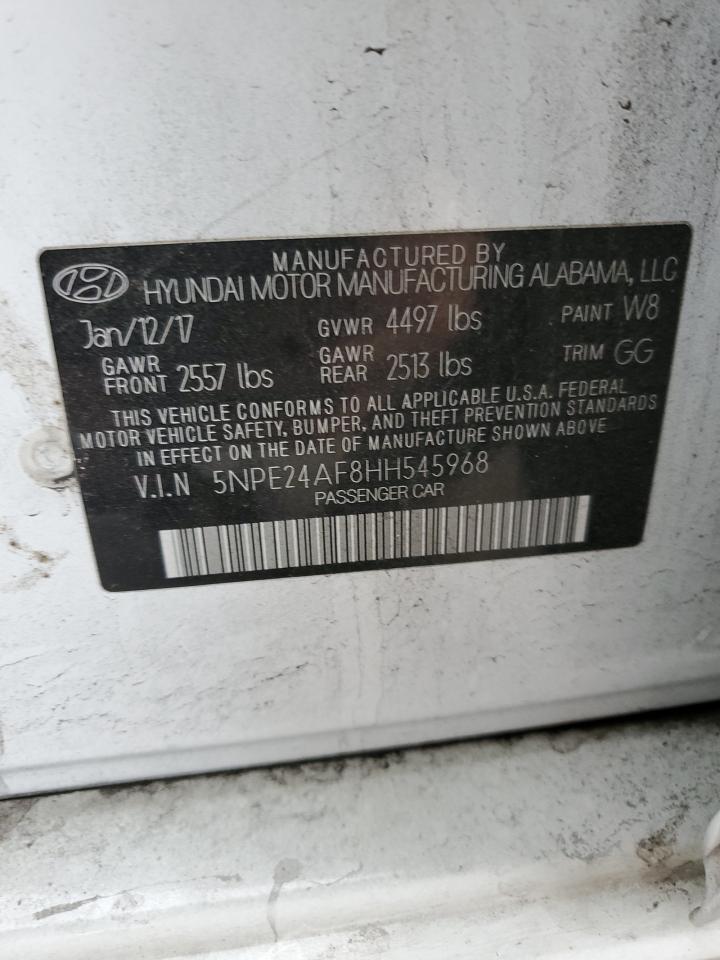 MANUFACTURED BY
HYUNDAI MOTOR MANUFACTURING ALABAMA, LLC
Jan/12/17 GVWR 4497 lbs PAINT W8
GAWR FRONT 2557 lbs GAWR REAR 2513 lbs TRIM GG
THIS VEHICLE CONFORMS TO ALL APPLICABLE U.S.A. FEDERAL
MOTOR VEHICLE SAFETY, BUMPER, AND THEFT PREVENTION STANDARDS
IN EFFECT ON THE DATE OF MANUFACTURE SHOWN ABOVE
V.I.N 5NPE24AF8HH545968
PASSENGER CAR